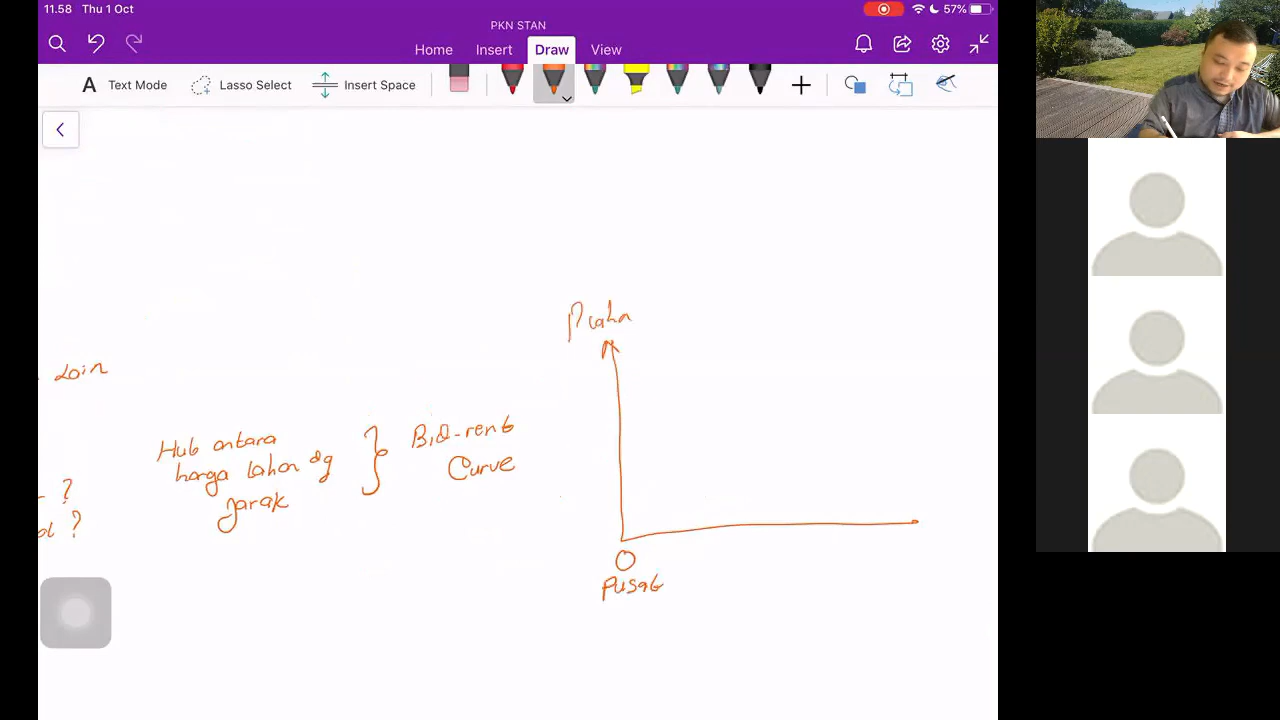 11.58 Thu 1 Oct
57%
PKN STAN
Home Insert Draw View
Text Mode Lasso Select Insert Space
Plahan
Loin
Hub antara
harga lahan dg
jarak
Bid-rent
Curve
?
?
O
pusat